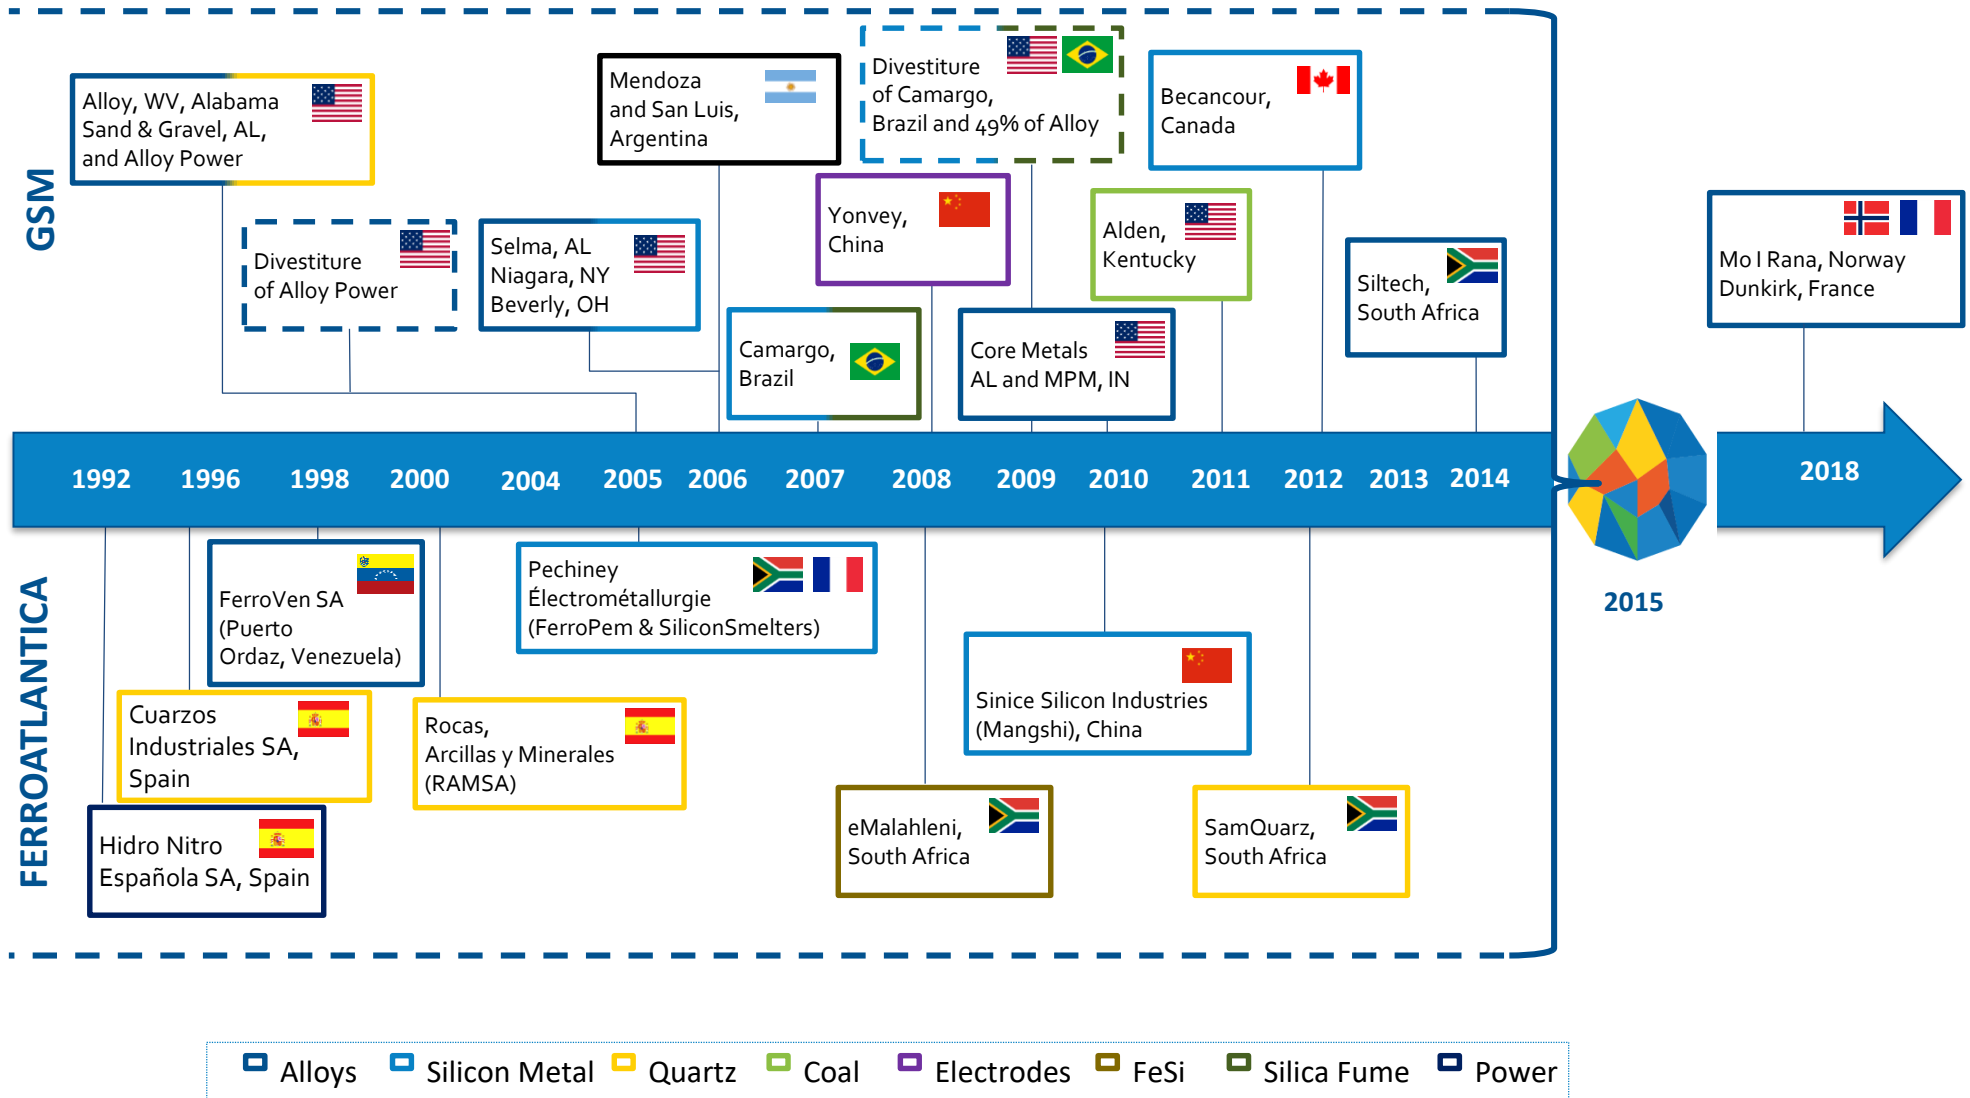 GSM
Alloy, WV, Alabama
Sand & Gravel, AL,
and Alloy Power
Divestiture
of Alloy Power
Selma, AL
Niagara, NY
Beverly, OH
Mendoza
and San Luis,
Argentina
Camargo,
Brazil
Yonvey,
China
Divestiture
of Camargo,
Brazil and 49% of Alloy
Core Metals
AL and MPM, IN
Alden,
Kentucky
Becancour,
Canada
Siltech,
South Africa
Mo I Rana, Norway
Dunkirk, France
1992 1996 1998 2000 2004 2005 2006 2007 2008 2009 2010 2011 2012 2013 2014 2018
2015
FERROATLANTICA
Hidro Nitro
Española SA, Spain
Cuarzos
Industriales SA,
Spain
FerroVen SA
(Puerto
Ordaz, Venezuela)
Rocas,
Arcillas y Minerales
(RAMSA)
Pechiney
Électrométallurgie
(FerroPem & SiliconSmelters)
eMalahleni,
South Africa
Sinice Silicon Industries
(Mangshi), China
SamQuarz,
South Africa
Alloys Silicon Metal Quartz Coal Electrodes FeSi Silica Fume Power